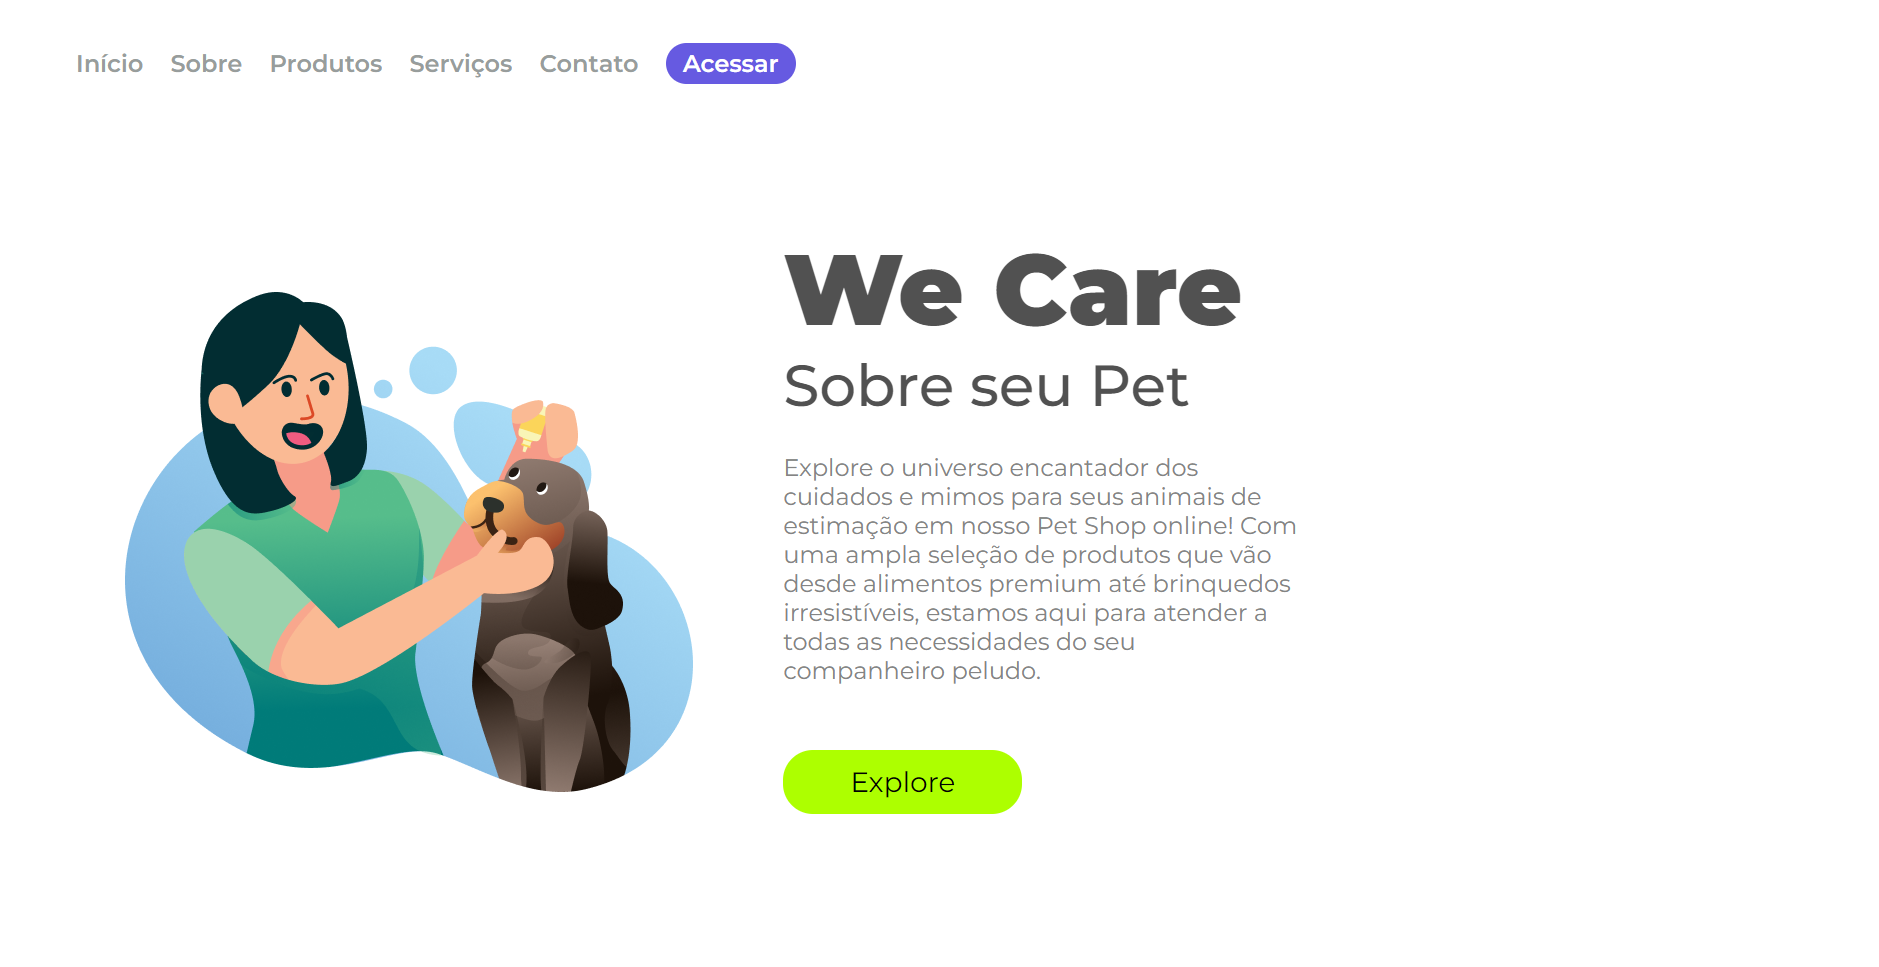 Início Sobre Produtos Serviços Contato Acessar
We Care
Sobre seu Pet
Explore o universo encantador dos
cuidados e mimos para seus animais de
estimação em nosso Pet Shop online! Com
uma ampla seleção de produtos que vão
desde alimentos premium até brinquedos
irresistíveis, estamos aqui para atender a
todas as necessidades do seu
companheiro peludo.
Explore